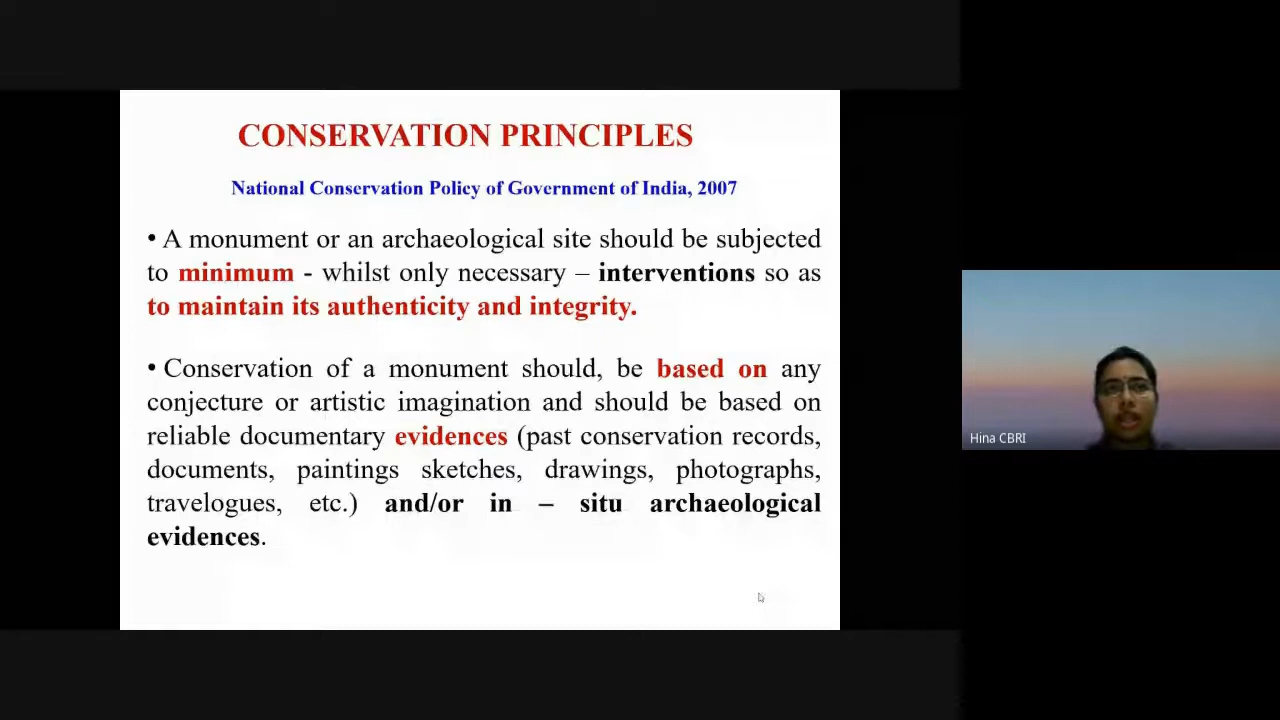 CONSERVATION PRINCIPLES
National Conservation Policy of Government of India, 2007
• A monument or an archaeological site should be subjected
to minimum - whilst only necessary – interventions so as
to maintain its authenticity and integrity.
• Conservation of a monument should, be based on any
conjecture or artistic imagination and should be based on
reliable documentary evidences (past conservation records,
documents, paintings sketches, drawings, photographs,
travelogues, etc.) and/or in – situ archaeological
evidences.
Hina CBRI